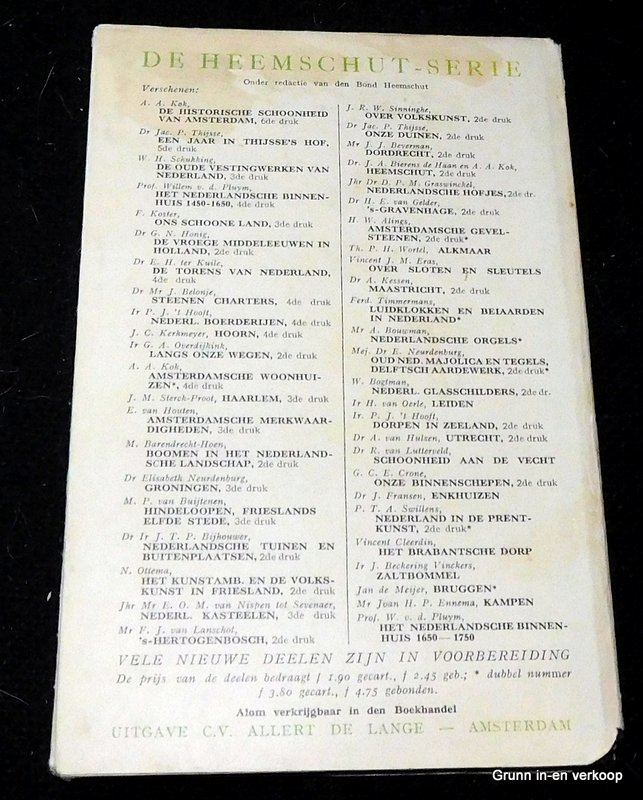 DE HEEMSCHUT-SERIE
Onder redactie van den Bond Heemschut
Verschenen:
A. A. Kok,
DE HISTORISCHE SCHOONHEID
VAN AMSTERDAM, 6de druk
Dr Jac. P. Thijsse,
EEN JAAR IN THIJSSE'S HOF,
5de druk
W. H. Schukking,
DE OUDE VESTINGWERKEN VAN
NEDERLAND, 3de druk
Prof. Willem v. d. Pluym,
HET NEDERLANDSCHE BINNEN-
HUIS 1450-1650, 4de druk
F. Koster,
ONS SCHOONE LAND, 3de druk
Dr G. N. Honig,
DE VROEGE MIDDELEEUWEN IN
HOLLAND, 2de druk
Dr E. H. ter Kuile,
DE TORENS VAN NEDERLAND,
4de druk
Dr Mr J. Belonje,
STEENEN CHARTERS, 4de druk
Ir P. J. 't Hooft,
NEDERL. BOERDERIJEN, 4de druk
J. C. Kerkmeyer, HOORN, 4de druk
Ir G. A. Overdijkink,
LANGS ONZE WEGEN, 2de druk
A. A. Kok,
AMSTERDAMSCHE WOONHUI-
ZEN*, 4de druk
J. M. Sterck-Proot, HAARLEM, 3de druk
E. van Houten,
AMSTERDAMSCHE MERKWAAR-
DIGHEDEN, 3de druk
M. Barendrecht-Hoen,
BOOMEN IN HET NEDERLAND-
SCHE LANDSCHAP, 2de druk
Dr Elisabeth Neurdenburg,
GRONINGEN, 3de druk
M. P. van Buijtenen,
HINDELOOPEN, FRIESLANDS
ELFDE STEDE, 3de druk
Dr Ir J. T. P. Bijhouwer,
NEDERLANDSCHE TUINEN EN
BUITENPLAATSEN, 2de druk
N. Ottema,
HET KUNSTAMB. EN DE VOLKS-
KUNST IN FRIESLAND, 2de druk
Jhr Mr E. O. M. van Nispen tot Sevenaer,
NEDERL. KASTEELEN, 3de druk
Mr F. J. van Lanschot,
'S-HERTOGENBOSCH, 2de druk
J. R. W. Sinninghe,
OVER VOLKSKUNST, 2de druk
Dr Jac. P. Thijsse,
ONZE DUINEN, 2de druk
Mr J. J. Beverman,
DORDRECHT, 2de druk
Dr. J. A. Bierens de Haan en A. A. Kok,
HEEMSCHUT, 2de druk
Jhr Dr D. P. M. Graswinckel,
NEDERLANDSCHE HOFJES, 2de dr.
Dr H. E. van Gelder,
'S-GRAVENHAGE, 2de druk
H. W. Alings,
AMSTERDAMSCHE GEVEL-
STEENEN, 2de druk*
Th. P. H. Wortel, ALKMAAR
Vincent J. M. Eras,
OVER SLOTEN EN SLEUTELS
Dr A. Kessen,
MAASTRICHT, 2de druk
Ferd. Timmermans,
LUIDKLOKKEN EN BEIAARDEN
IN NEDERLAND*
Mr A. Bouwman,
NEDERLANDSCHE ORGELS*
Mej. Dr E. Neurdenburg,
OUD NED. MAJOLICA EN TEGELS,
DELFTSCH AARDEWERK, 2de druk*
W. Bogtman,
NEDERL. GLASSCHILDERS, 2de dr.
Ir H. van Oerle, LEIDEN
Ir. P. J. 't Hooft,
DORPEN IN ZEELAND, 2de druk
Dr A. van Hulzen, UTRECHT, 2de druk
Dr R. van Lutterveld,
SCHOONHEID AAN DE VECHT
G. C. E. Crone,
ONZE BINNENSCHEPEN, 2de druk
Dr J. Fransen, ENKHUIZEN
P. T. A. Swillens,
NEDERLAND IN DE PRENT-
KUNST, 2de druk*
Vincent Cleerdin,
HET BRABANTSCHE DORP
Ir J. Beckering Vinckers,
ZALTBOMMEL
Jan de Meijer, BRUGGEN*
Mr Jvan H. P. Ennema, KAMPEN
Prof. W. v. d. Pluym,
HET NEDERLANDSCHE BINNEN-
HUIS 1650—1750
VELE NIEUWE DEELEN ZIJN IN VOORBEREIDING
De prijs van de deelen bedraagt f 1.90 gecart., f 2.45 geb.; * dubbel nummer
f 3.80 gecart., f 4.75 gebonden.
Alom verkrijgbaar in den Boekhandel
UITGAVE C.V. ALLERT DE LANGE — AMSTERDAM
Grunn in-en verkoop